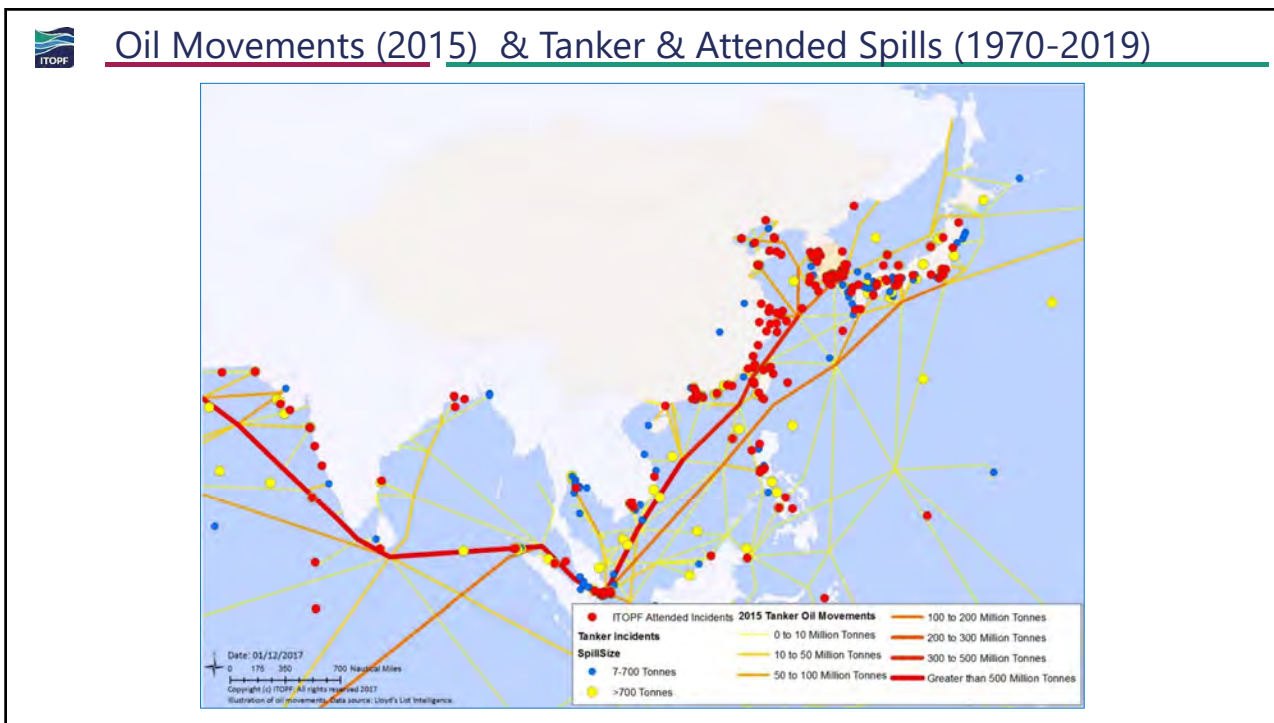 ITOPF
Oil Movements (2015) & Tanker & Attended Spills (1970-2019)
ITOPF Attended Incidents
Tanker Incidents
SpillSize
7-700 Tonnes
>700 Tonnes
2015 Tanker Oil Movements
0 to 10 Million Tonnes
10 to 50 Million Tonnes
50 to 100 Million Tonnes
100 to 200 Million Tonnes
200 to 300 Million Tonnes
300 to 500 Million Tonnes
Greater than 500 Million Tonnes
Date: 01/12/2017
0 175 350 700 Nautical Miles
Copyright (c) ITOPF. All rights reserved 2017
Illustration of oil movements. Data source: Lloyd's List Intelligence.